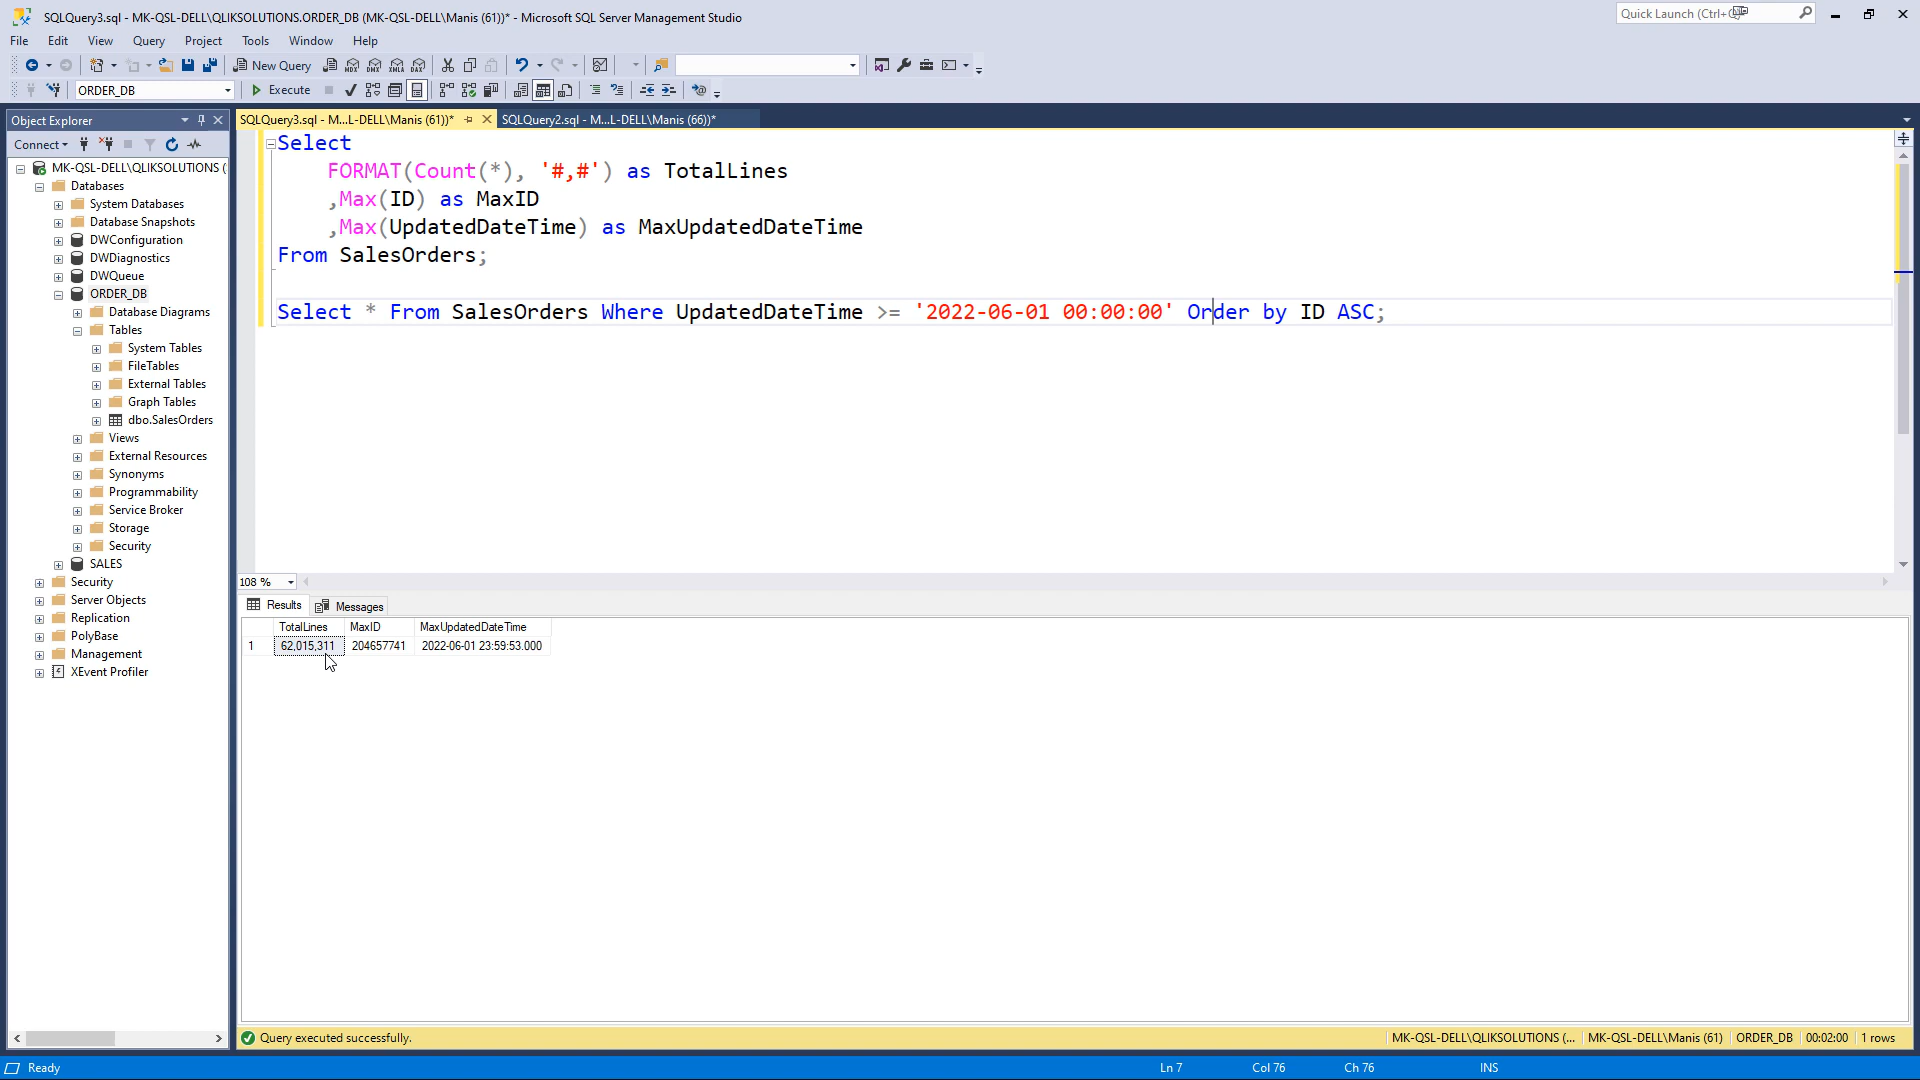 SQLQuery3.sql - MK-QSL-DELL\QLIKSOLUTIONS.ORDER_DB (MK-QSL-DELL\Manis (61))* - Microsoft SQL Server Management Studio
Quick Launch (Ctrl+Q)
File Edit View Query Project Tools Window Help
New Query
MDX DMX XMLA DAX
ORDER_DB
Execute
Object Explorer
SQLQuery3.sql - M...L-DELL\Manis (61))*
SQLQuery2.sql - M...L-DELL\Manis (66))*
Connect
MK-QSL-DELL\QLIKSOLUTIONS (
Databases
System Databases
Database Snapshots
DWConfiguration
DWDiagnostics
DWQueue
ORDER_DB
Database Diagrams
Tables
System Tables
FileTables
External Tables
Graph Tables
dbo.SalesOrders
Views
External Resources
Synonyms
Programmability
Service Broker
Storage
Security
SALES
Security
Server Objects
Replication
PolyBase
Management
XEvent Profiler
Select
FORMAT(Count(*), '#,#') as TotalLines
,Max(ID) as MaxID
,Max(UpdatedDateTime) as MaxUpdatedDateTime
From SalesOrders;
Select * From SalesOrders Where UpdatedDateTime >= '2022-06-01 00:00:00' Order by ID ASC;
108 %
Results Messages
TotalLines MaxID MaxUpdatedDateTime
1 62,015,311 204657741 2022-06-01 23:59:53.000
Query executed successfully.
MK-QSL-DELL\QLIKSOLUTIONS (... MK-QSL-DELL\Manis (61) ORDER_DB 00:02:00 1 rows
Ready
Ln 7 Col 76 Ch 76 INS